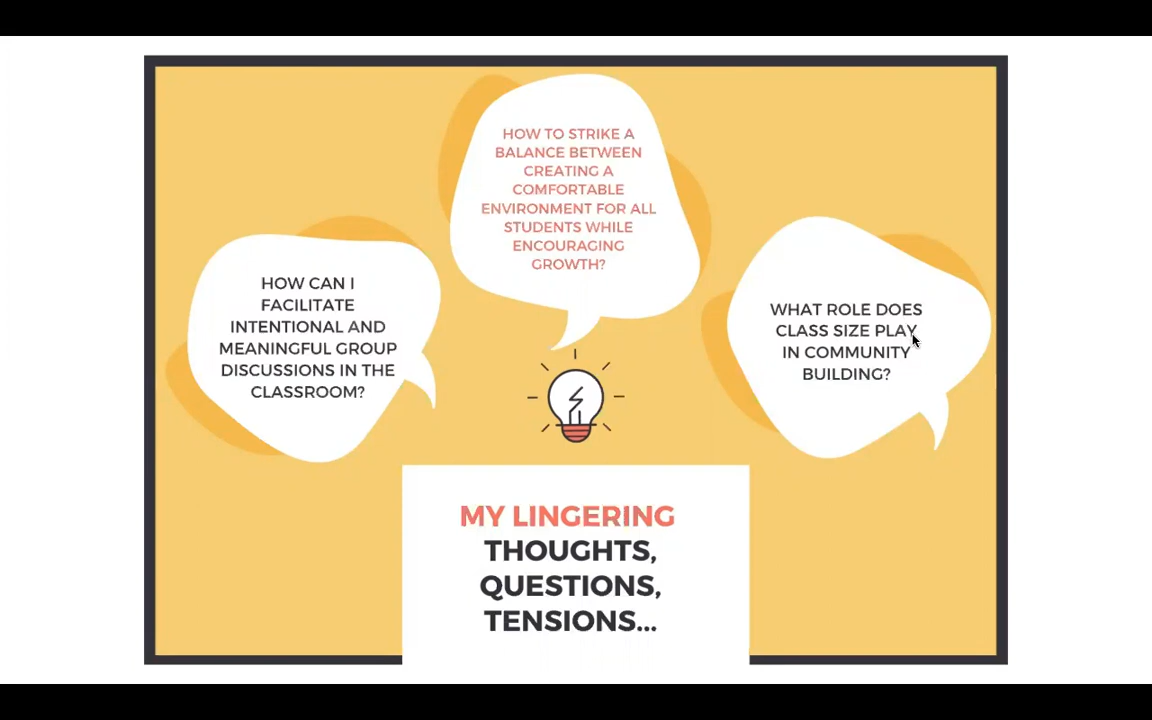 HOW TO STRIKE A
BALANCE BETWEEN
CREATING A
COMFORTABLE
ENVIRONMENT FOR ALL
STUDENTS WHILE
ENCOURAGING
GROWTH?
HOW CAN I
FACILITATE
INTENTIONAL AND
MEANINGFUL GROUP
DISCUSSIONS IN THE
CLASSROOM?
WHAT ROLE DOES
CLASS SIZE PLAY
IN COMMUNITY
BUILDING?
MY LINGERING
THOUGHTS,
QUESTIONS,
TENSIONS...